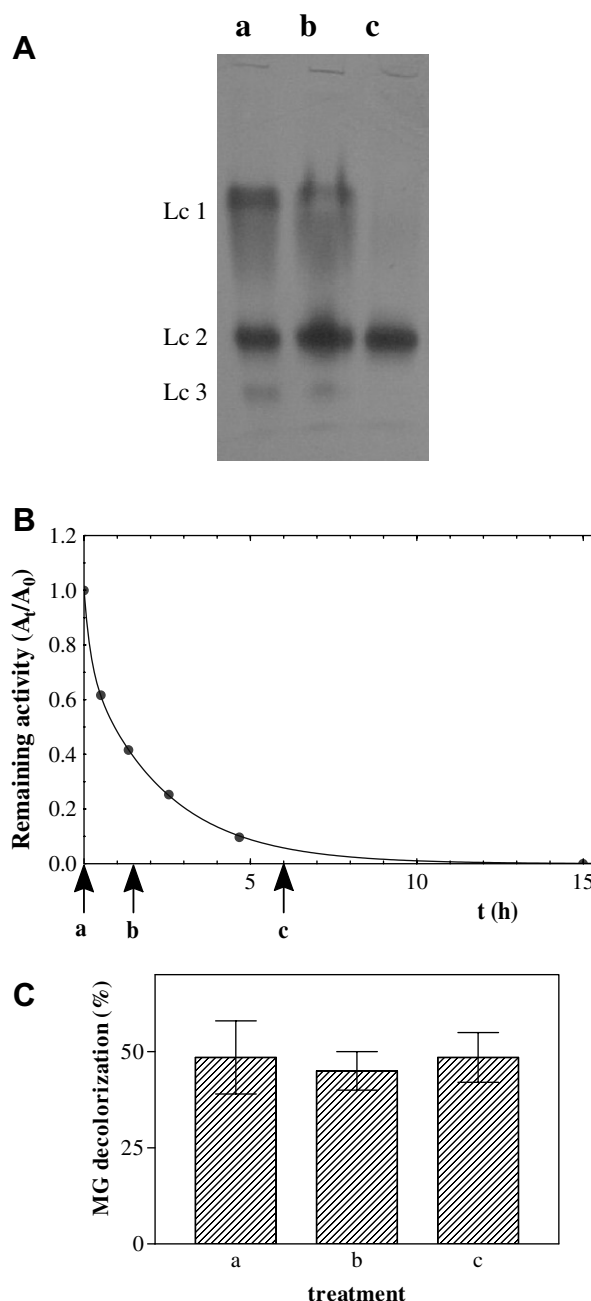 A
a b c
Lc 1
Lc 2
Lc 3
B
Remaining activity (At/A0)
1.2
1.0
0.8
0.6
0.4
0.2
0.0
5 10 15
t (h)
a b c
C
MG decolorization (%)
50
25
0
a b c
treatment